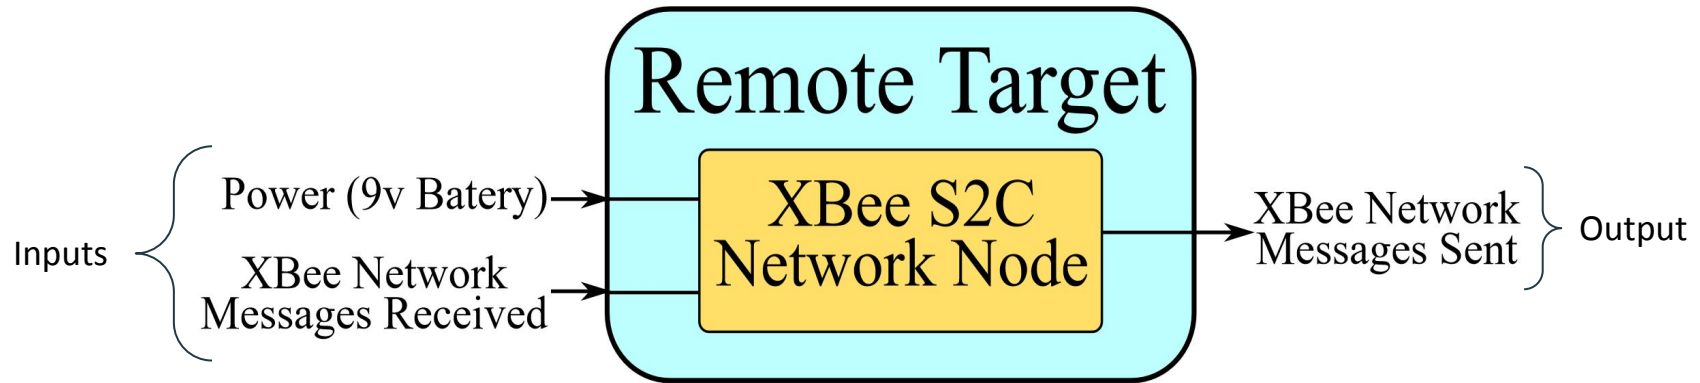 Remote Target
Inputs
Power (9v Batery)
XBee Network
Messages Received
XBee S2C
Network Node
XBee Network
Messages Sent
Output